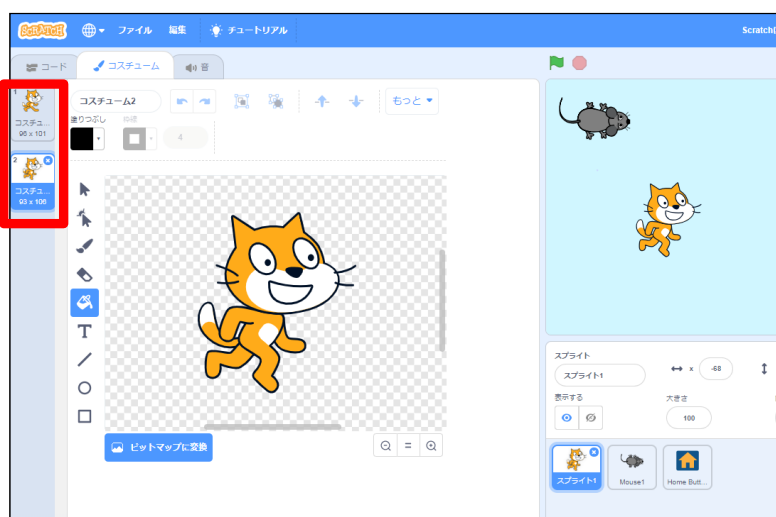 SCRATCH ファイル 編集 チュートリアル Scratch
コード コスチューム 音
コスチューム2 もっと
塗りつぶし 枠線
4
1
コスチュ...
96 x 101
2
コスチュ...
93 x 106
T
ビットマップに変換
スプライト
スプライト1 x -68
表示する 大きさ
100
スプライト1 Mouse1 Home Butt...